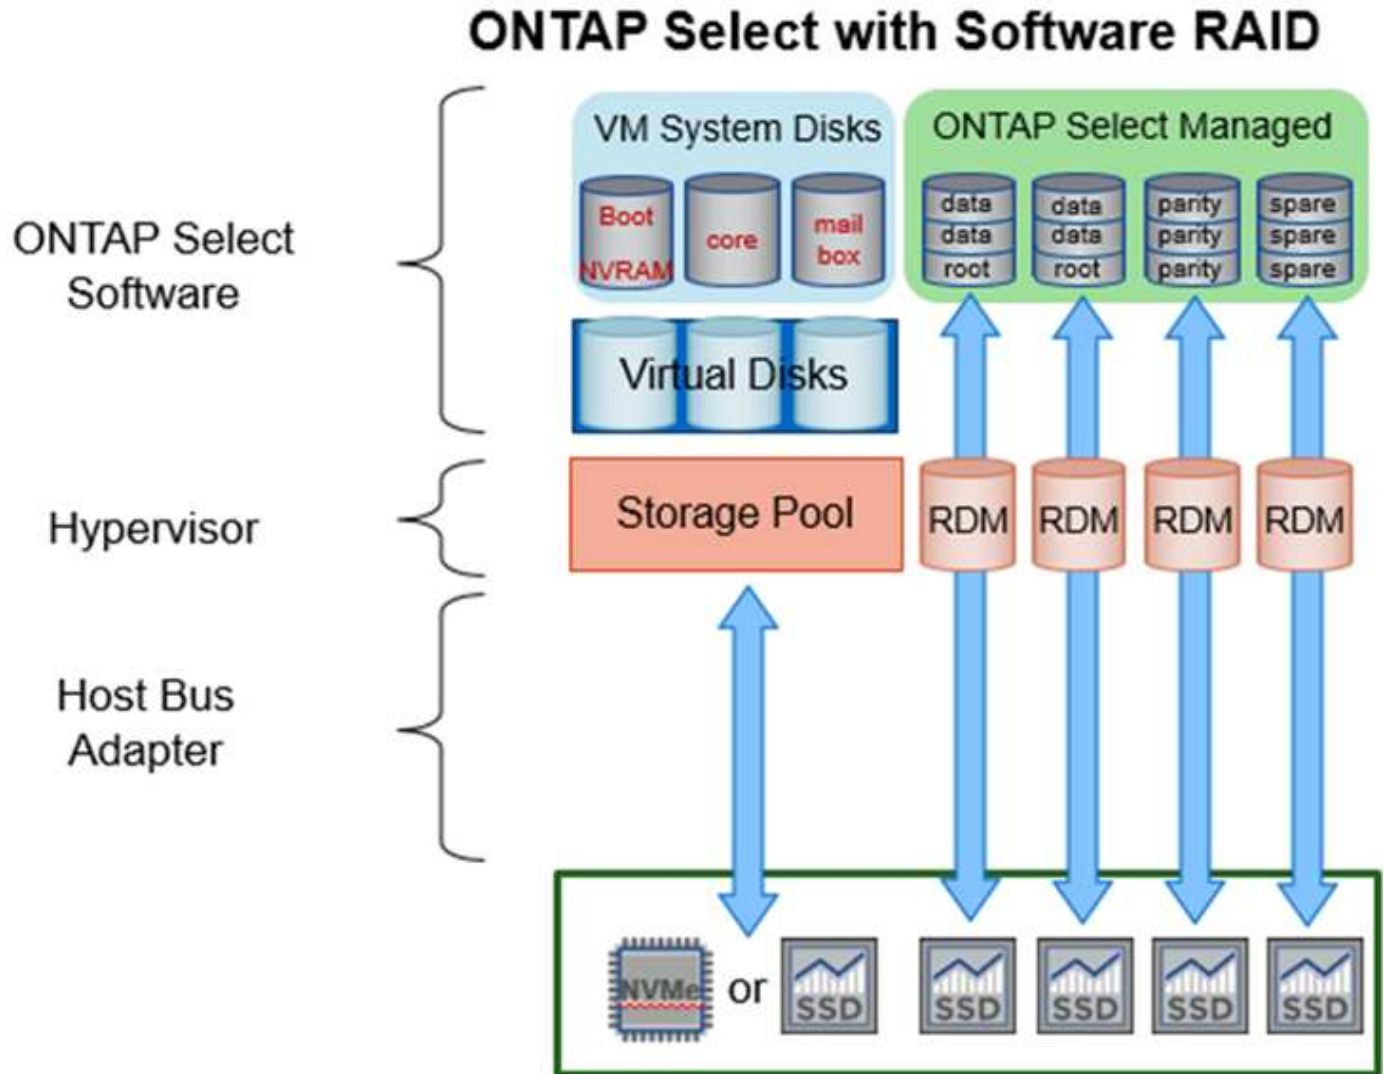 ONTAP Select with Software RAID
ONTAP Select
Software
VM System Disks
Boot
NVRAM
core
mail
box
ONTAP Select Managed
data
data
root
data
data
root
parity
parity
parity
spare
spare
spare
Virtual Disks
Hypervisor
Storage Pool
RDM
RDM
RDM
RDM
Host Bus
Adapter
NVMe
or
SSD
SSD
SSD
SSD
SSD